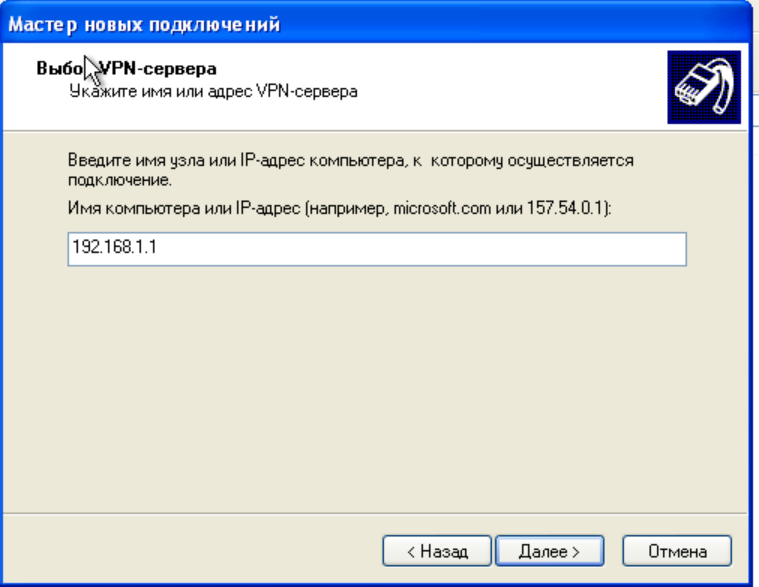 Мастер новых подключений
Выбор VPN-сервера
Укажите имя или адрес VPN-сервера
Введите имя узла или IP-адрес компьютера, к которому осуществляется
подключение.
Имя компьютера или IP-адрес (например, microsoft.com или 157.54.0.1):
192.168.1.1
< Назад
Далее >
Отмена